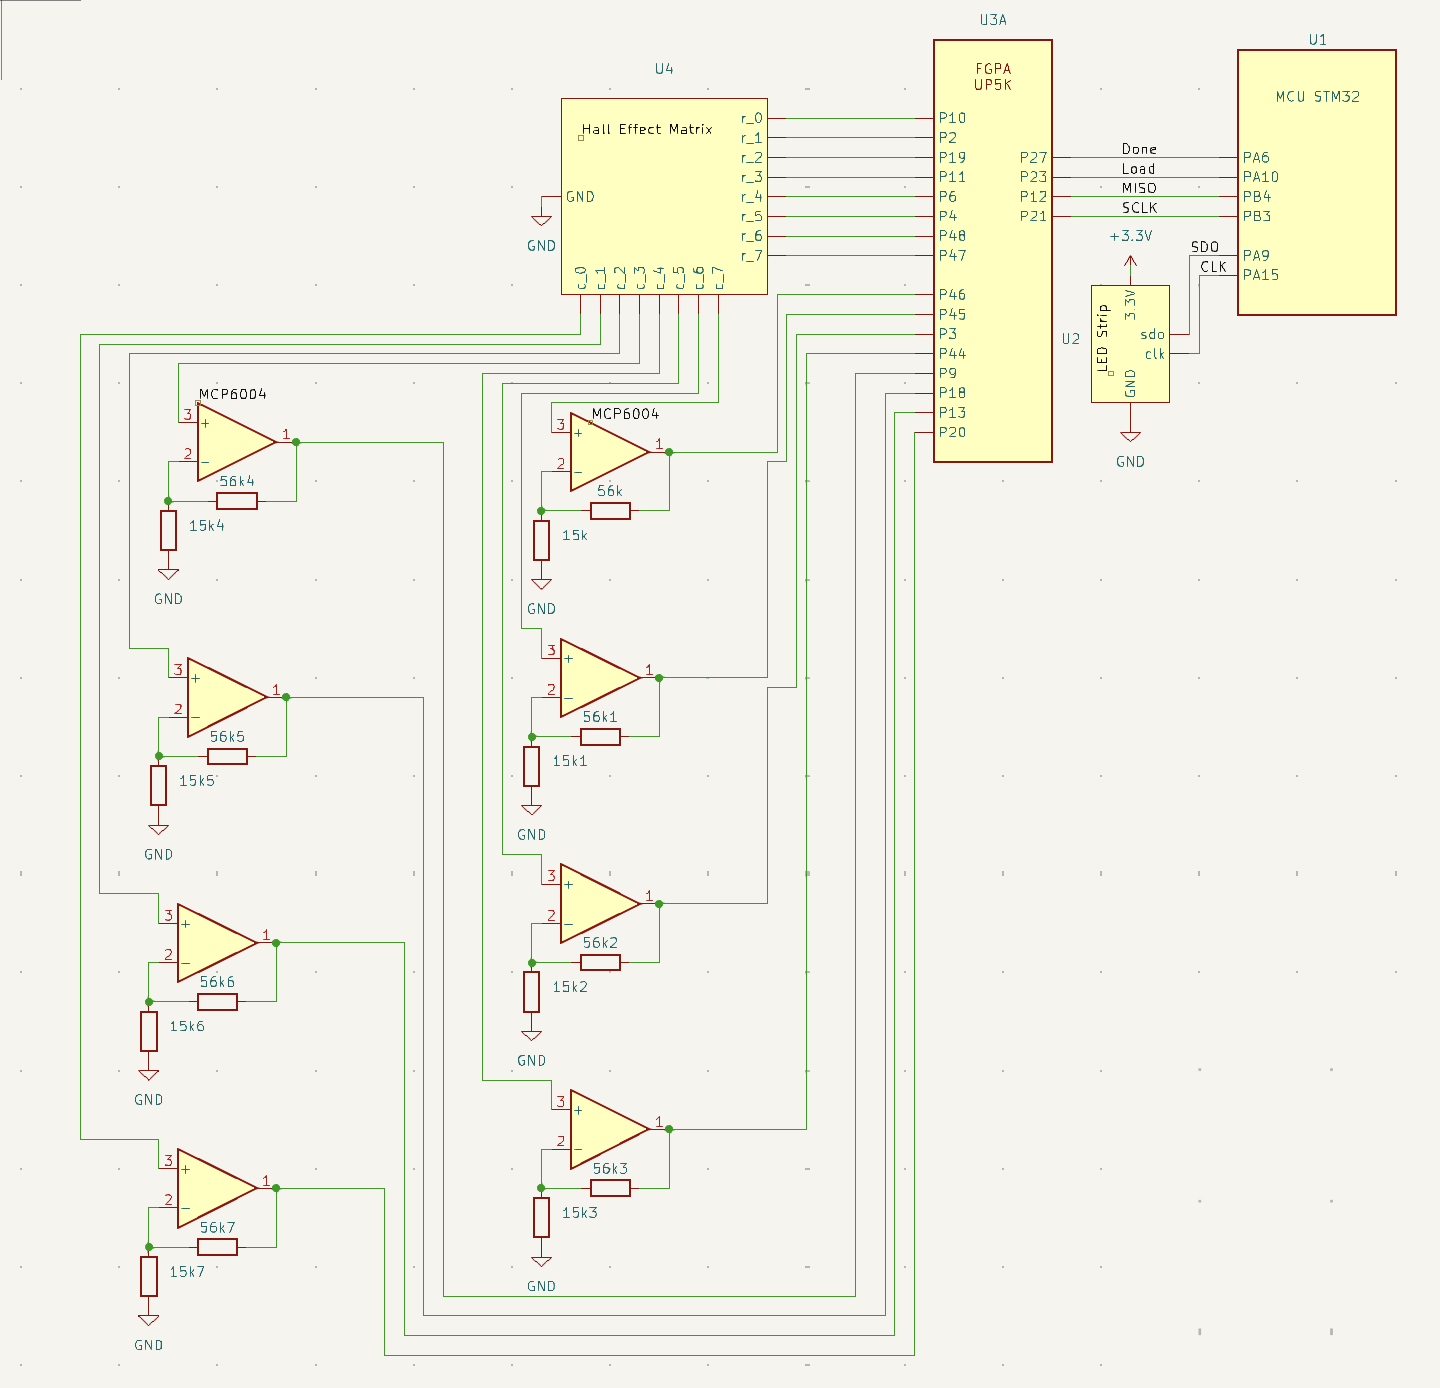 U3A
U1
FGPA
UP5K
MCU STM32
U4
Hall Effect Matrix
GND
r_0
r_1
r_2
r_3
r_4
r_5
r_6
r_7
c_0
c_1
c_2
c_3
c_4
c_5
c_6
c_7
GND
P10
P2
P19
P11
P6
P4
P48
P47
P46
P45
P3
P44
P9
P18
P13
P20
P27
P23
P12
P21
Done
Load
MISO
SCLK
PA6
PA10
PB4
PB3
PA9
PA15
SDO
CLK
+3.3V
U2
LED Strip
3.3V
sdo
clk
GND
GND
MCP6004
3
+
2
−
1
56k4
15k4
GND
MCP6004
3
+
2
−
1
56k
15k
GND
3
+
2
−
1
56k5
15k5
GND
3
+
2
−
1
56k1
15k1
GND
3
+
2
−
1
56k6
15k6
GND
3
+
2
−
1
56k2
15k2
GND
3
+
2
−
1
56k7
15k7
GND
3
+
2
−
1
56k3
15k3
GND